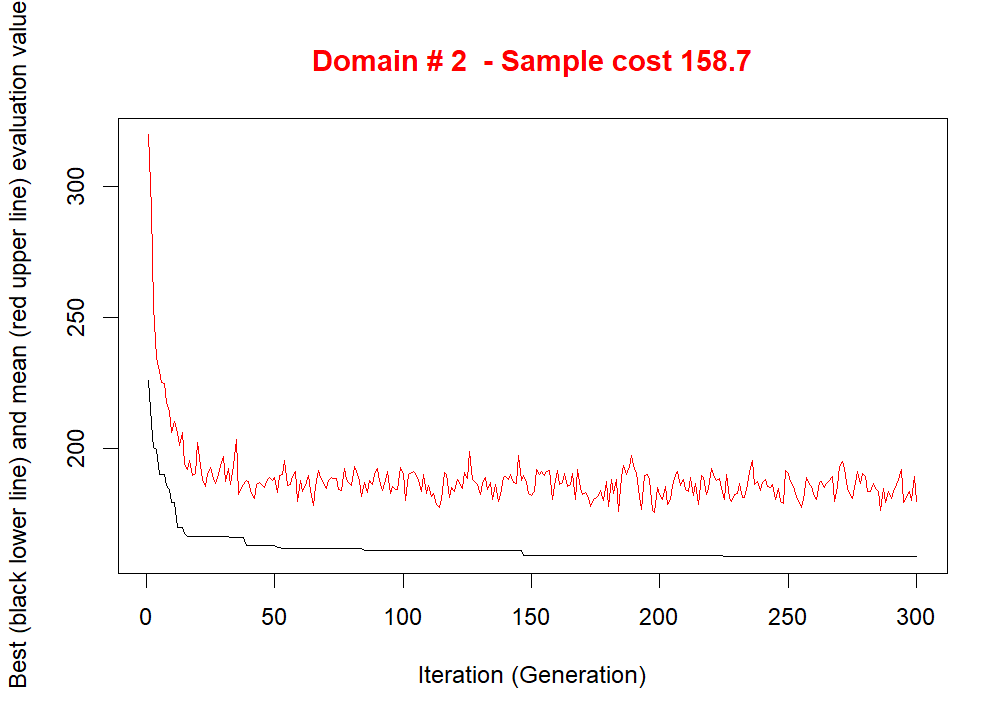 Domain # 2  - Sample cost 158.7
Best (black lower line) and mean (red upper line) evaluation value
300
250
200
0 50 100 150 200 250 300
Iteration (Generation)